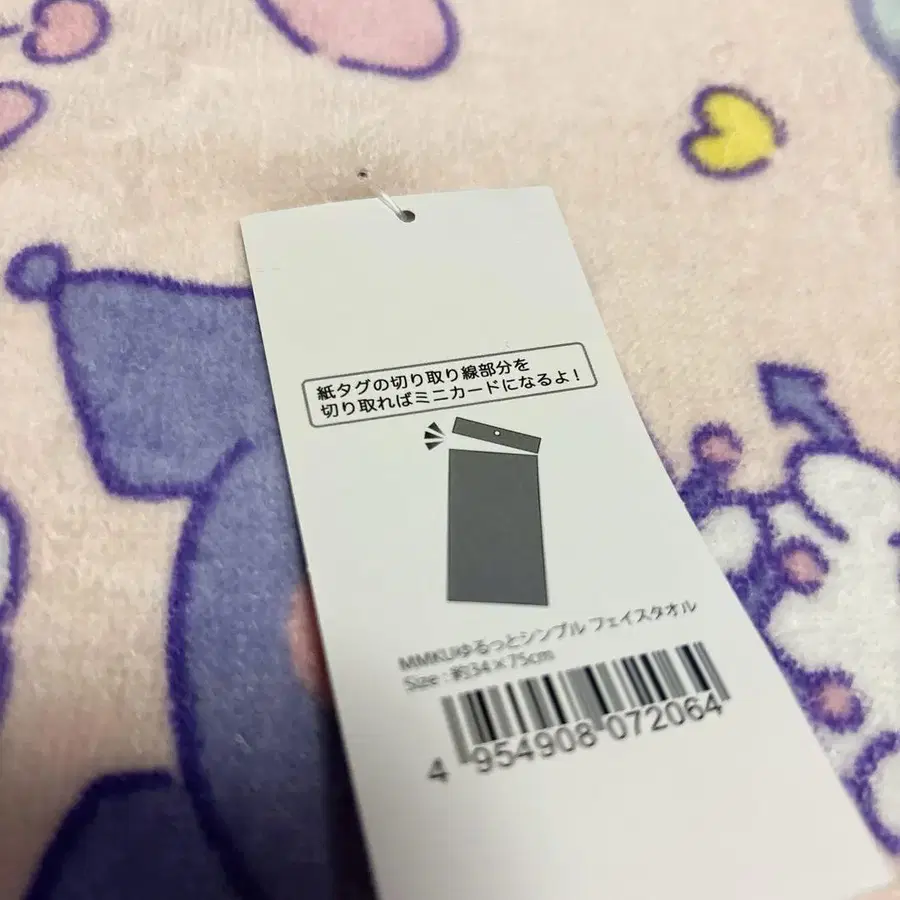 紙タグの切り取り線部分を
切り取ればミニカードになるよ!
MMKUゆるっとシンプル フェイスタオル
Size : 約34×75cm
4 954908 072064